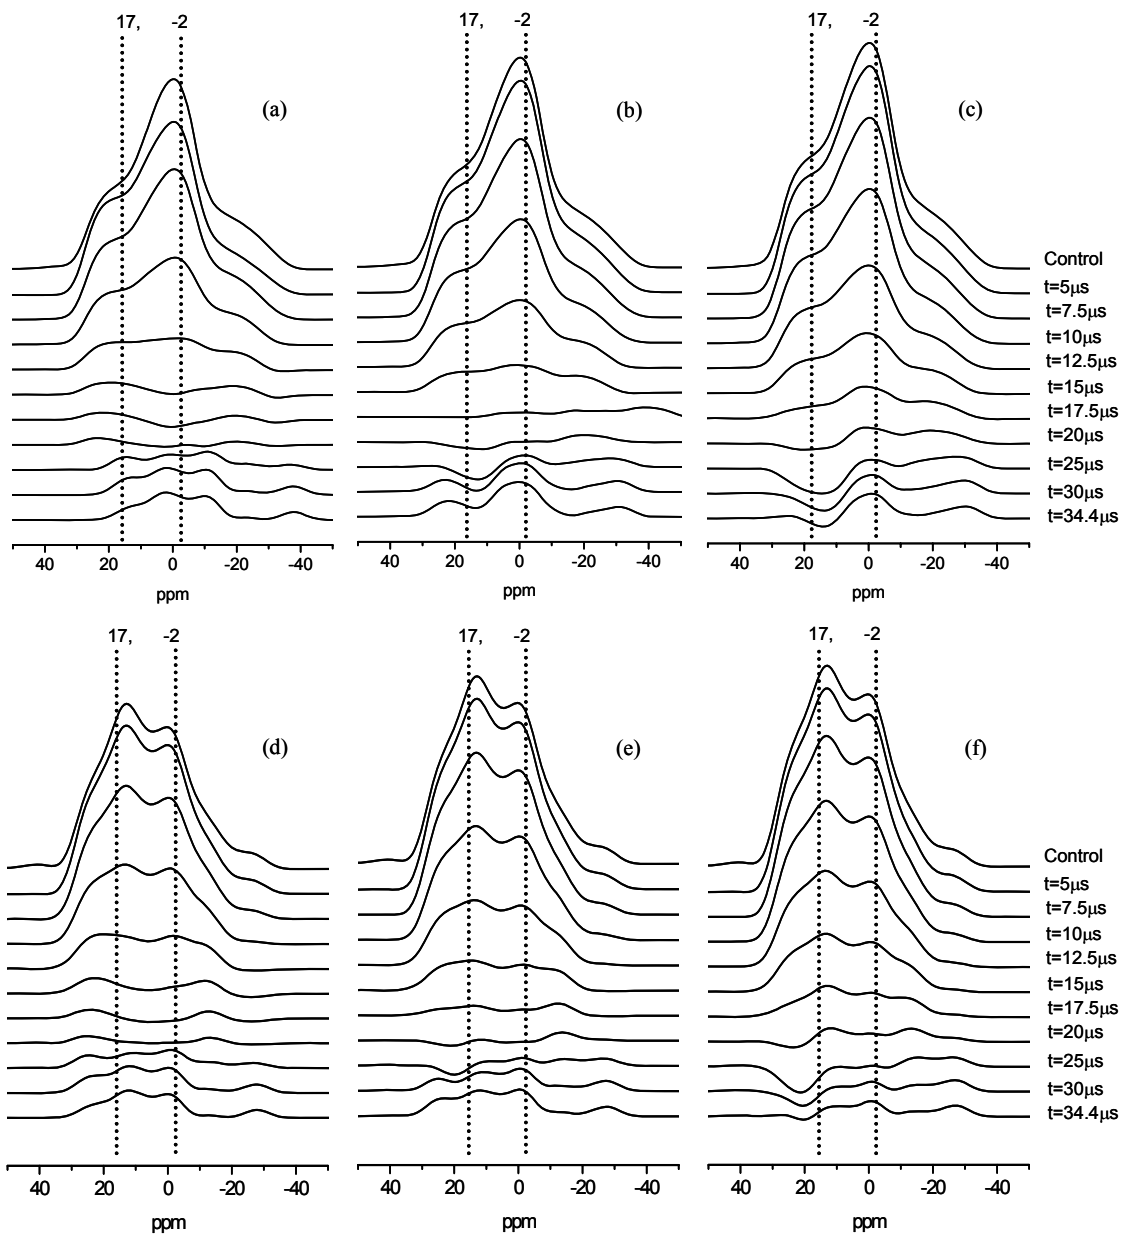 17, -2 17, -2 17, -2
(a) (b) (c)
Control
t=5µs
t=7.5µs
t=10µs
t=12.5µs
t=15µs
t=17.5µs
t=20µs
t=25µs
t=30µs
t=34.4µs
40 20 0 -20 -40 40 20 0 -20 -40 40 20 0 -20 -40
ppm ppm ppm
17, -2 17, -2 17, -2
(d) (e) (f)
Control
t=5µs
t=7.5µs
t=10µs
t=12.5µs
t=15µs
t=17.5µs
t=20µs
t=25µs
t=30µs
t=34.4µs
40 20 0 -20 -40 40 20 0 -20 -40 40 20 0 -20 -40
ppm ppm ppm